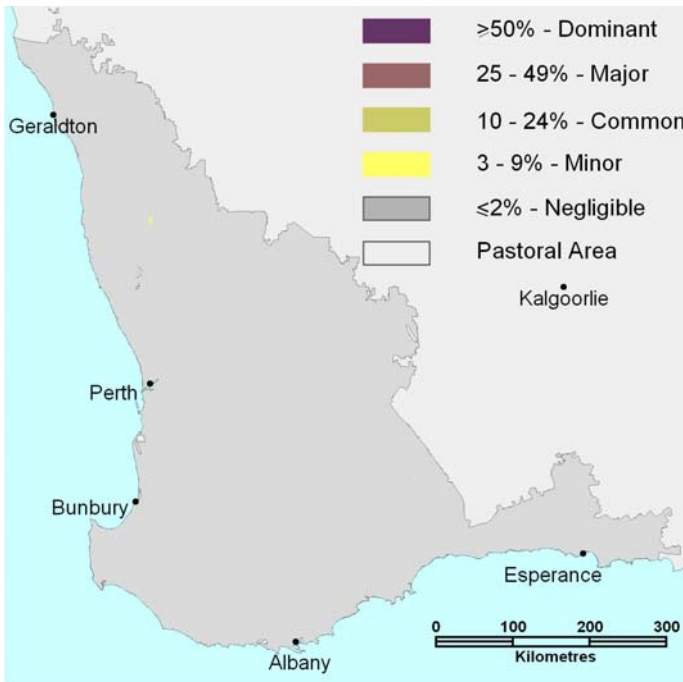 ≥50% - Dominant
25 - 49% - Major
Geraldton
10 - 24% - Common
3 - 9% - Minor
≤2% - Negligible
Pastoral Area
Kalgoorlie
Perth
Bunbury
Esperance
0 100 200 300
Kilometres
Albany